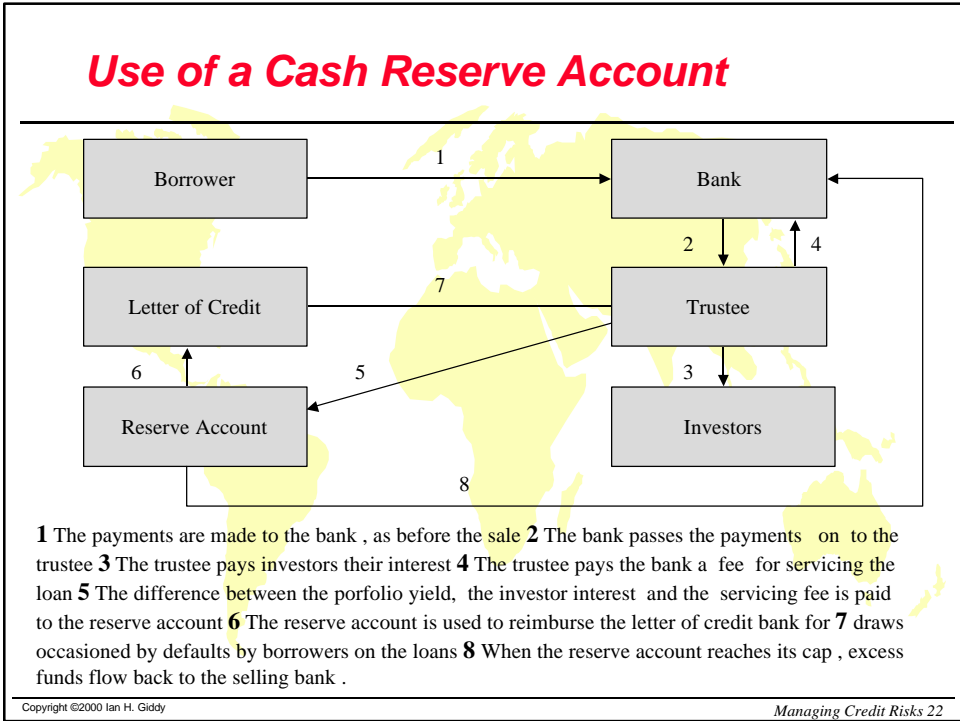 Use of a Cash Reserve Account
1
Borrower
Bank
2
4
7
Letter of Credit
Trustee
6
5
3
Reserve Account
Investors
8
1 The payments are made to the bank , as before the sale 2 The bank passes the payments on to the
trustee 3 The trustee pays investors their interest 4 The trustee pays the bank a fee for servicing the
loan 5 The difference between the porfolio yield, the investor interest and the servicing fee is paid
to the reserve account 6 The reserve account is used to reimburse the letter of credit bank for 7 draws
occasioned by defaults by borrowers on the loans 8 When the reserve account reaches its cap , excess
funds flow back to the selling bank .
Copyright ©2000 Ian H. Giddy
Managing Credit Risks 22